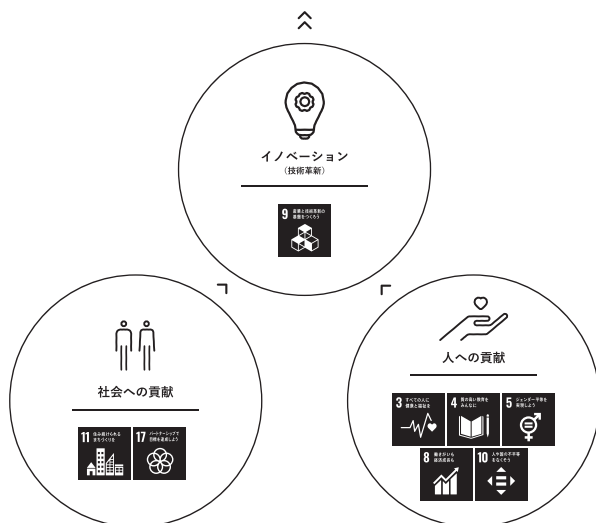 イノベーション
（技術革新）
9 産業と技術革新の
基盤をつくろう
社会への貢献
11 住み続けられる
まちづくりを
17 パートナーシップで
目標を達成しよう
人への貢献
3 すべての人に
健康と福祉を
4 質の高い教育を
みんなに
5 ジェンダー平等を
実現しよう
8 働きがいも
経済成長も
10 人や国の不平等
をなくそう